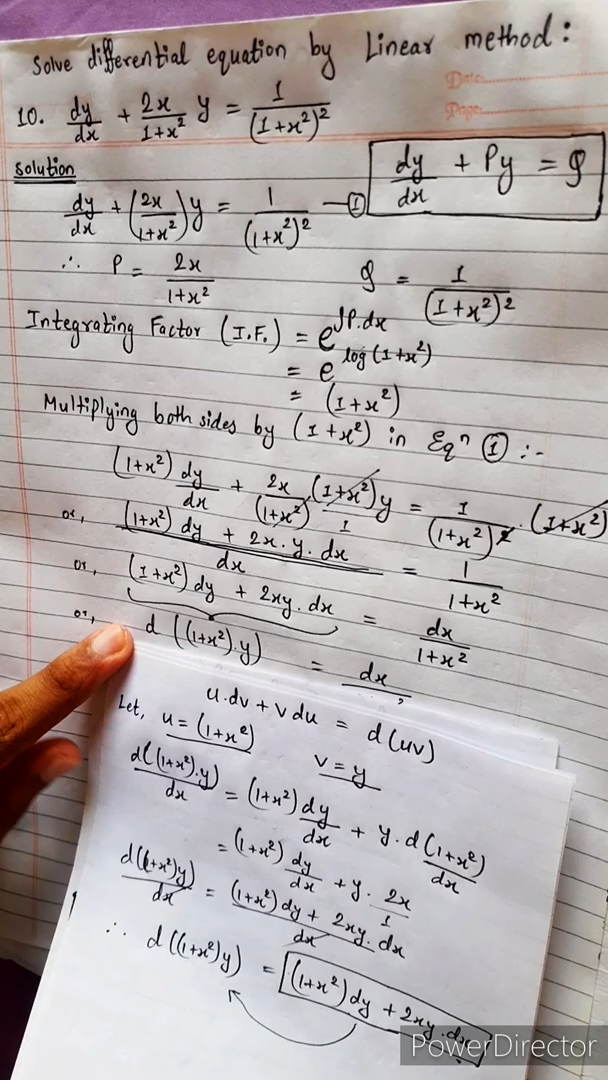 Solve differential equation by Linear method :
Date
Page
10. dy/dx + 2x/(1+x²) y = 1/(1+x²)²
Solution
dy/dx + Py = Q
dy/dx + (2x/(1+x²))y = 1/(1+x²)² —①
∴ P = 2x/(1+x²) Q = 1/(1+x²)²
Integrating Factor (I.F.) = e^∫P.dx
= e^log(1+x²)
= (1+x²)
Multiplying both sides by (1+x²) in Eqⁿ ① :-
(1+x²) dy/dx + 2x/(1+x²) (1+x²)/1 y = 1/(1+x²)² . (1+x²)
or, ((1+x²) dy + 2x.y.dx)/dx = 1/(1+x²)
or, (1+x²) dy + 2xy.dx = dx/(1+x²)
or, d((1+x²).y) = dx
u.dv + v du = d(uv)
Let, u = (1+x²) v = y
d((1+x²).y)/dx = (1+x²) dy/dx + y.d(1+x²)/dx
= (1+x²) dy/dx + y. 2x/1
d((1+x²)y)/dx = ((1+x²) dy + 2xy.dx)/dx
∴ d((1+x²)y) = (1+x²) dy + 2xy.dx
PowerDirector